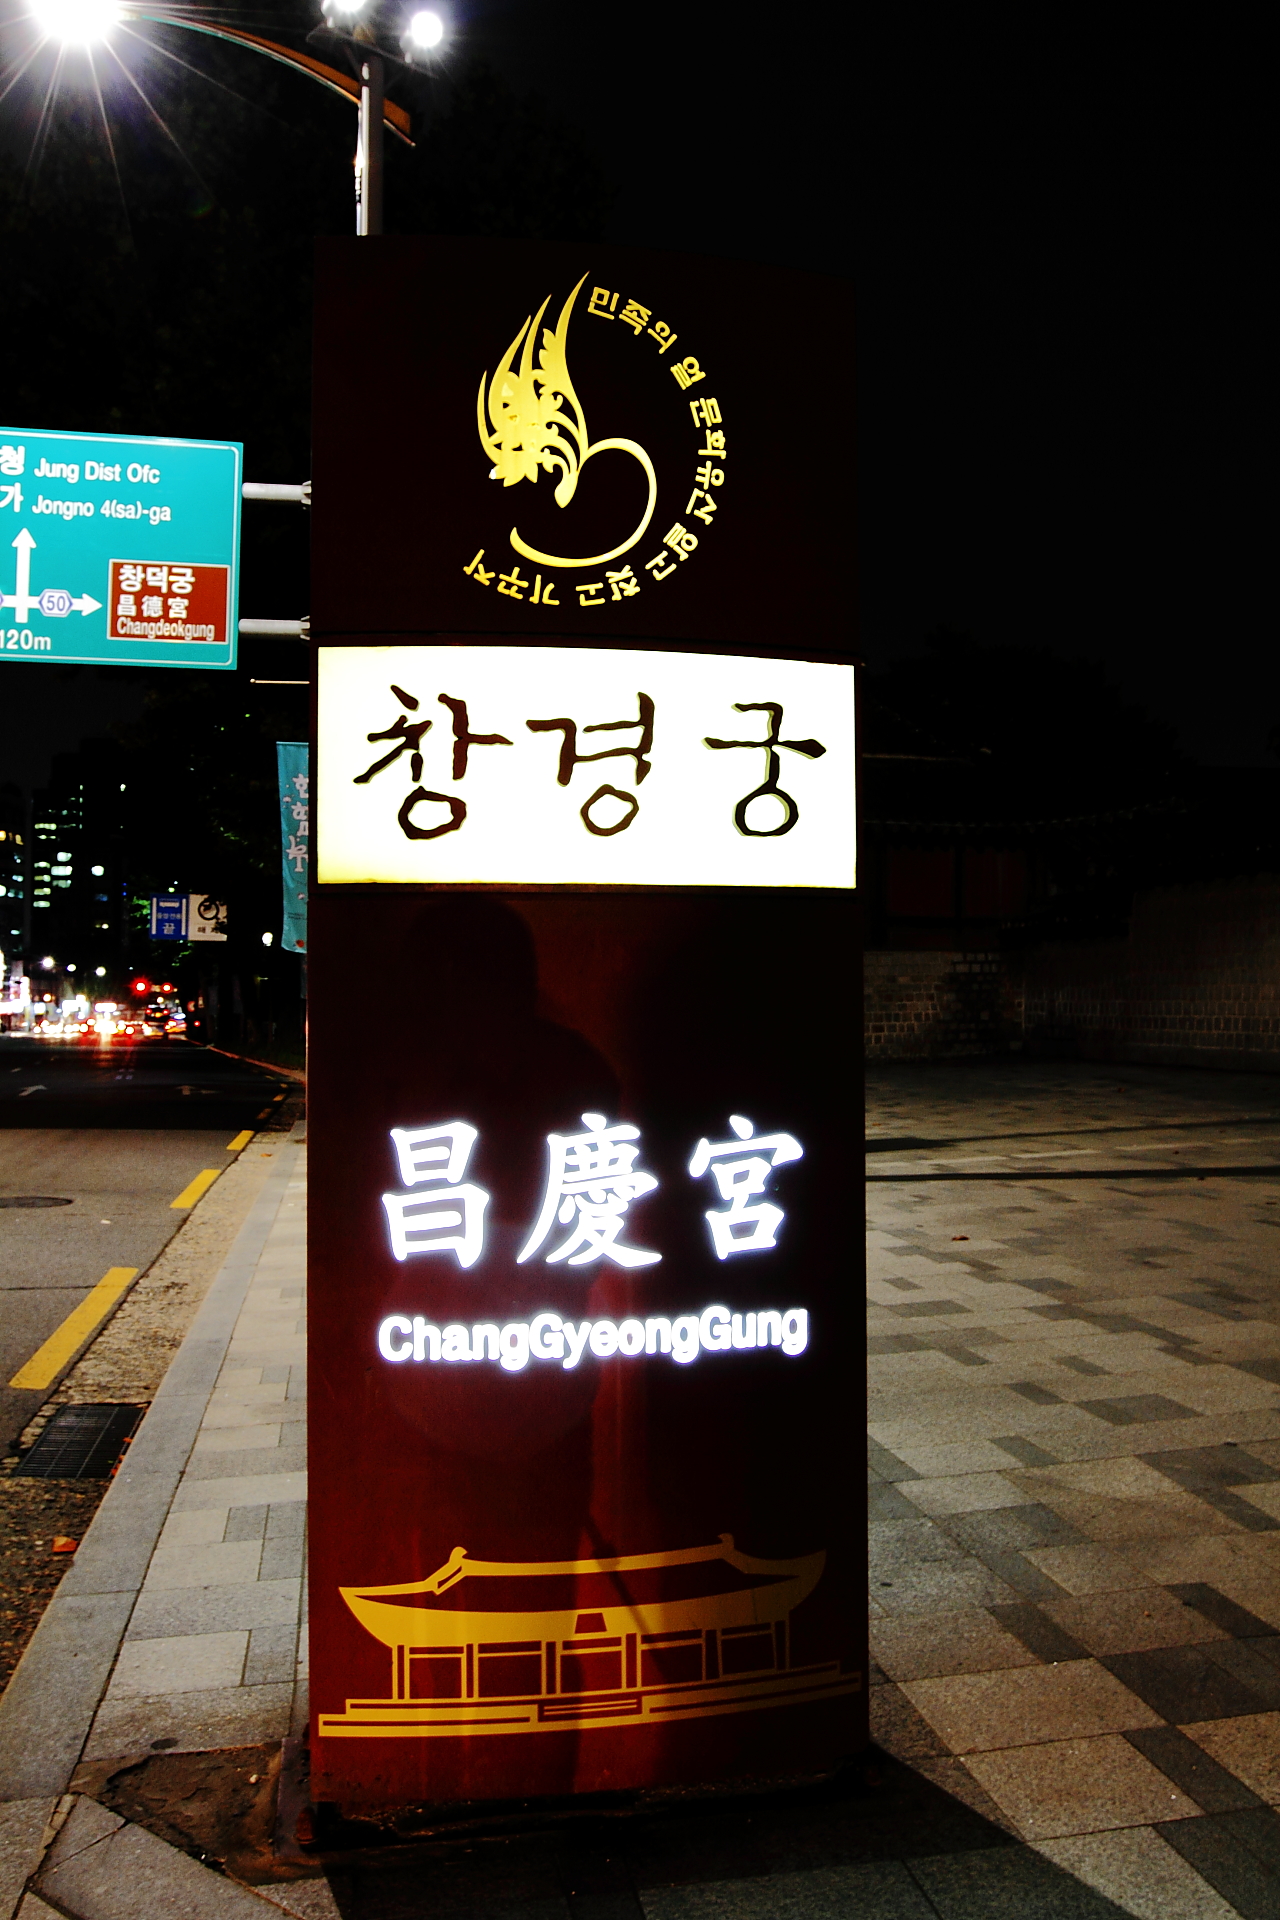 민족의 얼 문화유산 알고 찾고 가꾸자
청 Jung Dist Ofc
가 Jongno 4(sa)-ga
50
창덕궁
昌德宮
Changdeokgung
120m
창경궁
끝
昌慶宮
ChangGyeongGung